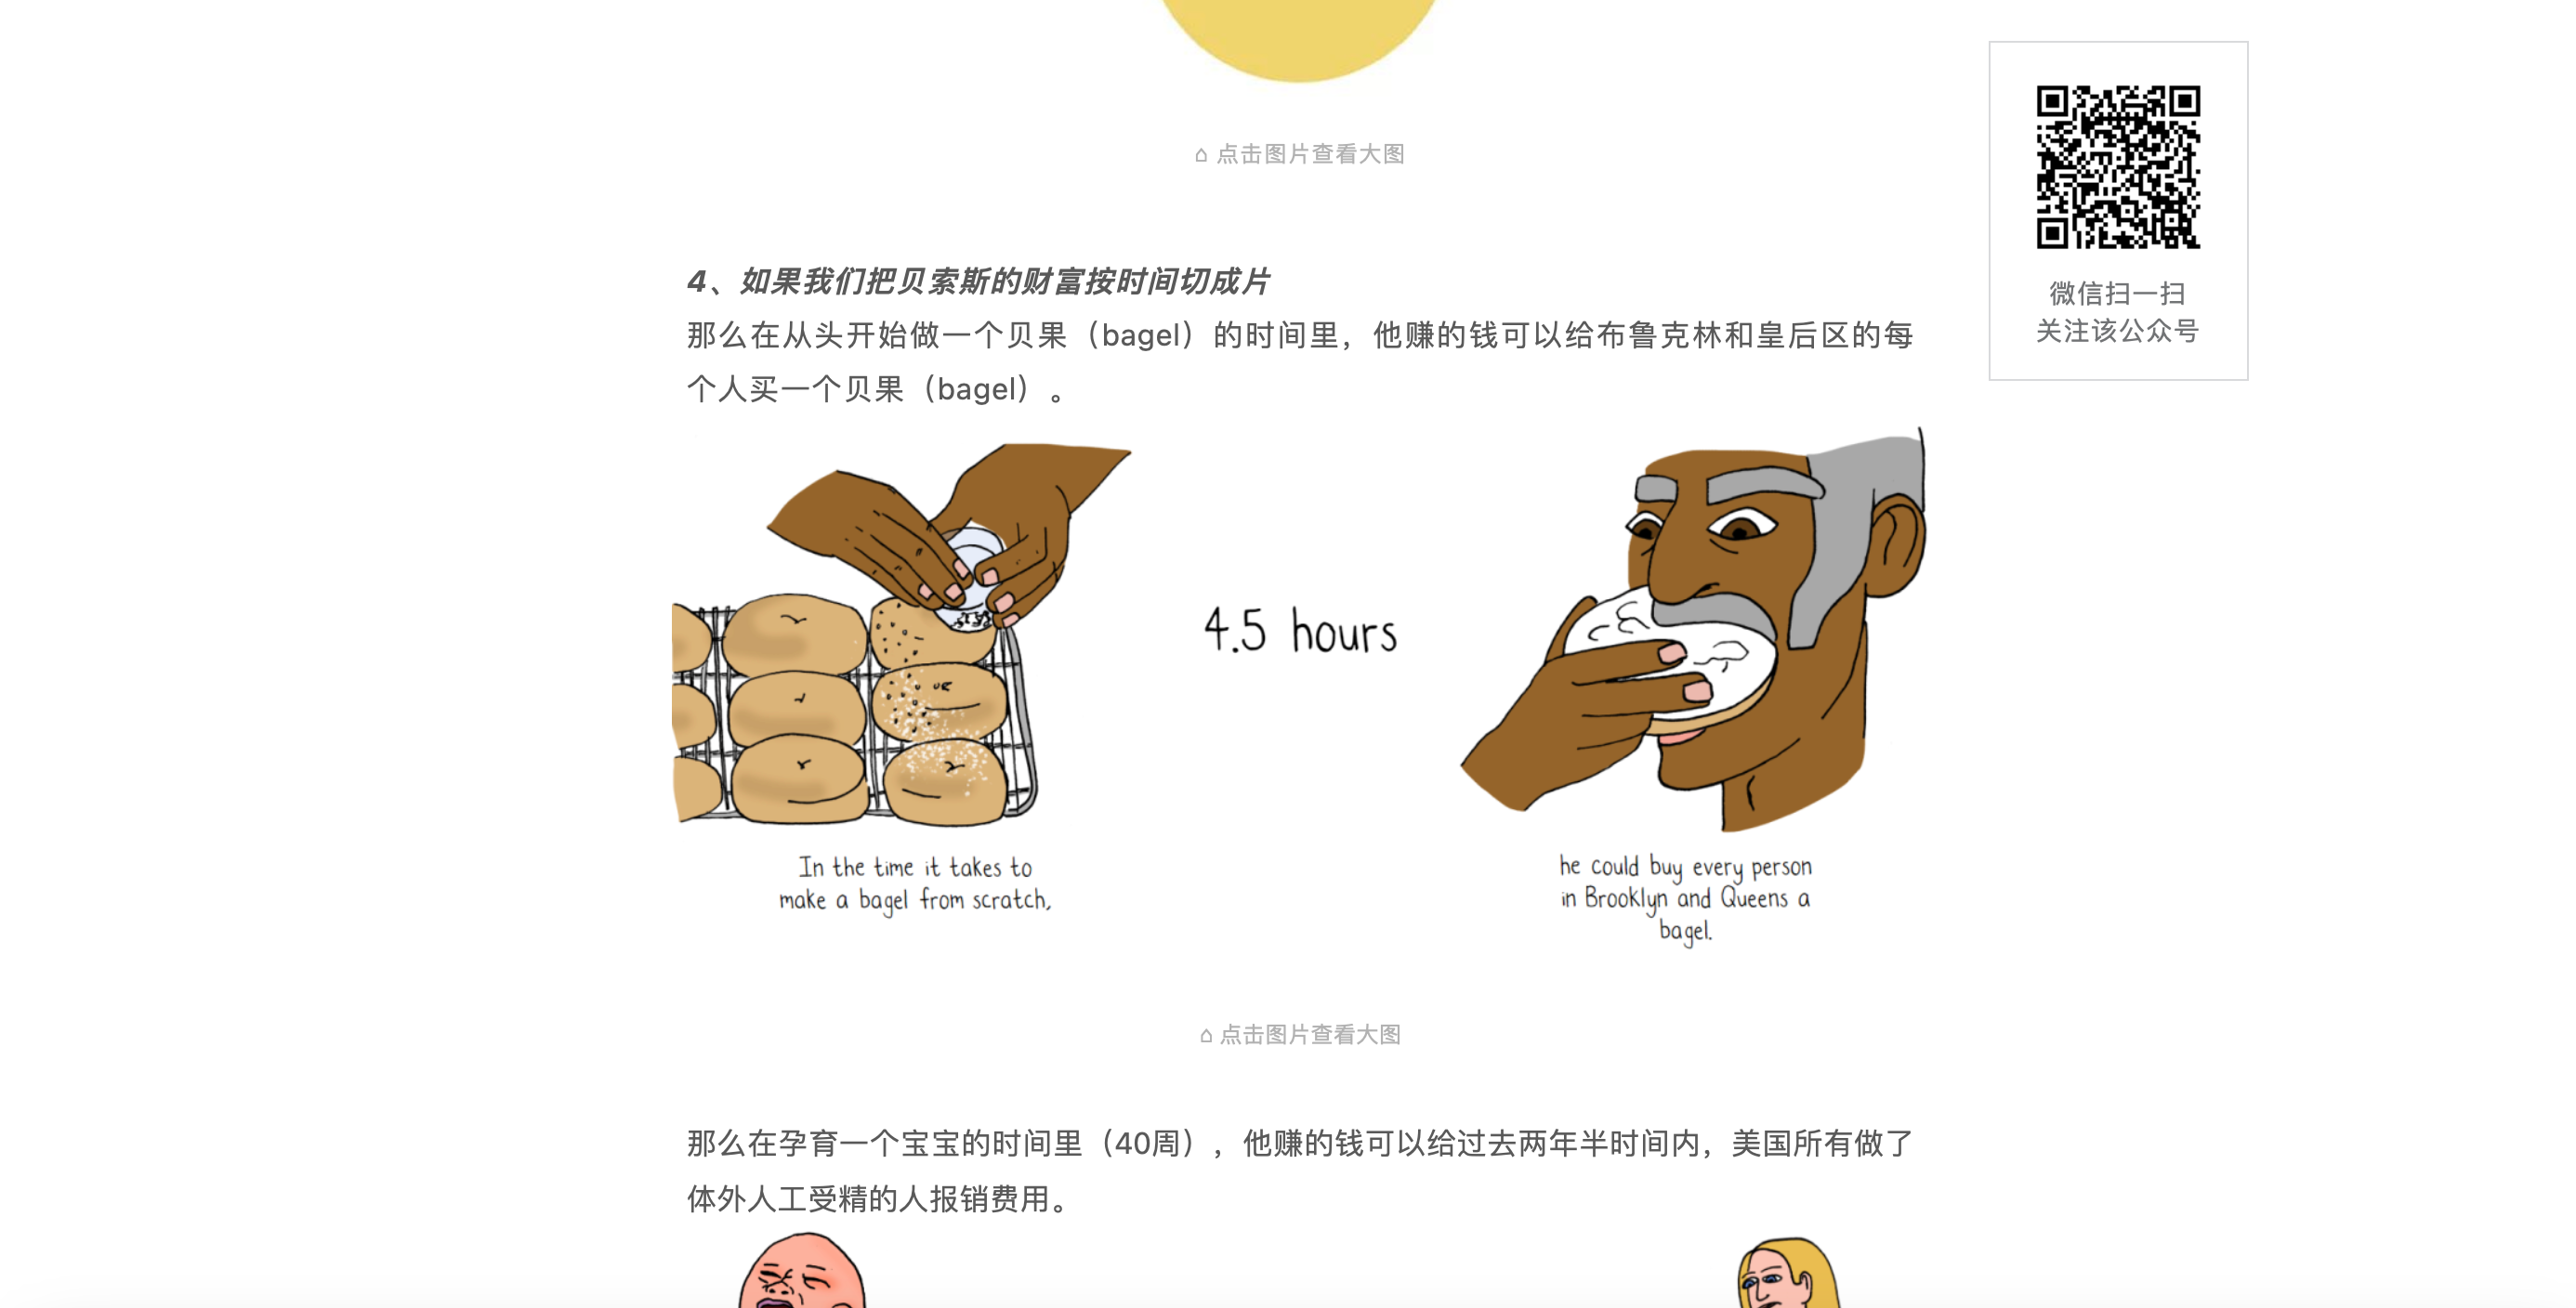 ⌂ 点击图片查看大图
微信扫一扫
关注该公众号
4、如果我们把贝索斯的财富按时间切成片
那么在从头开始做一个贝果（bagel）的时间里，他赚的钱可以给布鲁克林和皇后区的每
个人买一个贝果（bagel）。
4.5 hours
In the time it takes to
make a bagel from scratch,
he could buy every person
in Brooklyn and Queens a
bagel.
⌂ 点击图片查看大图
那么在孕育一个宝宝的时间里（40周），他赚的钱可以给过去两年半时间内，美国所有做了
体外人工受精的人报销费用。